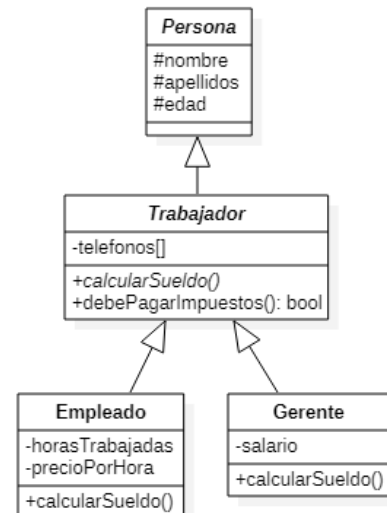 Persona
#nombre
#apellidos
#edad
Trabajador
-telefonos[]
+calcularSueldo()
+debePagarImpuestos(): bool
Empleado
-horasTrabajadas
-precioPorHora
+calcularSueldo()
Gerente
-salario
+calcularSueldo()